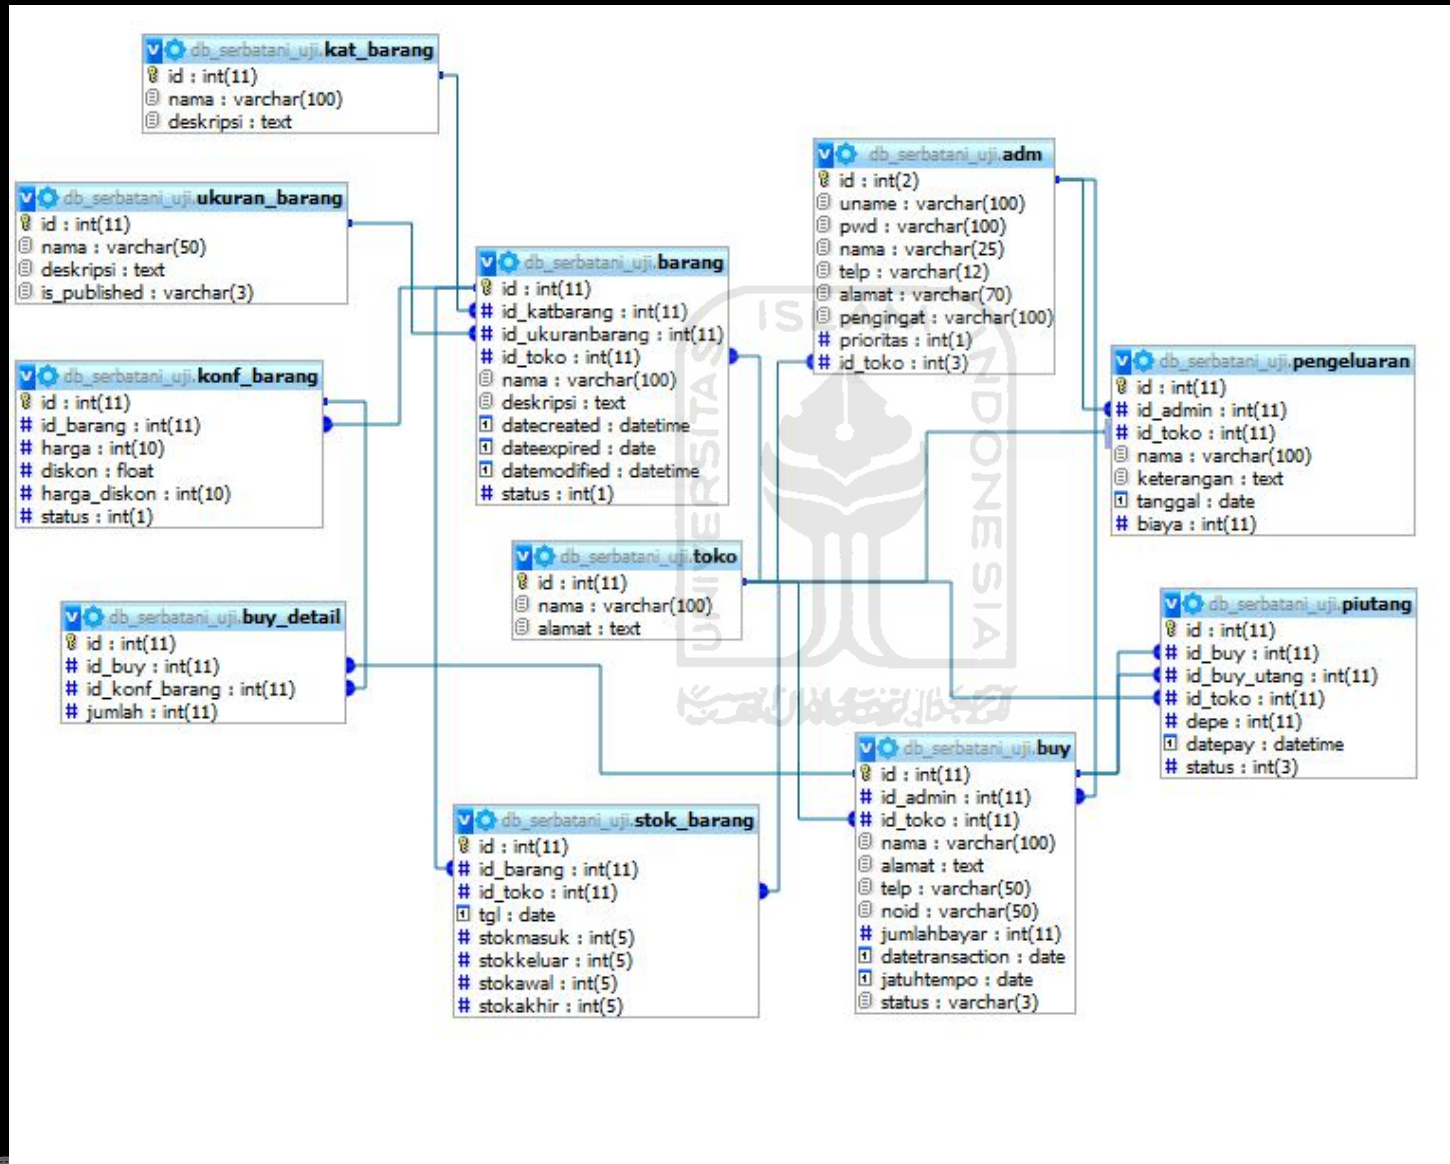 db_serbatani_uji.kat_barang
id : int(11)
nama : varchar(100)
deskripsi : text
db_serbatani_uji.ukuran_barang
id : int(11)
nama : varchar(50)
deskripsi : text
is_published : varchar(3)
db_serbatani_uji.konf_barang
id : int(11)
id_barang : int(11)
harga : int(10)
diskon : float
harga_diskon : int(10)
status : int(1)
db_serbatani_uji.buy_detail
id : int(11)
id_buy : int(11)
id_konf_barang : int(11)
jumlah : int(11)
db_serbatani_uji.barang
id : int(11)
id_katbarang : int(11)
id_ukuranbarang : int(11)
id_toko : int(11)
nama : varchar(100)
deskripsi : text
datecreated : datetime
dateexpired : date
datemodified : datetime
status : int(1)
db_serbatani_uji.toko
id : int(11)
nama : varchar(100)
alamat : text
db_serbatani_uji.stok_barang
id : int(11)
id_barang : int(11)
id_toko : int(11)
tgl : date
stokmasuk : int(5)
stokkeluar : int(5)
stokawal : int(5)
stokakhir : int(5)
db_serbatani_uji.adm
id : int(2)
uname : varchar(100)
pwd : varchar(100)
nama : varchar(25)
telp : varchar(12)
alamat : varchar(70)
pengingat : varchar(100)
prioritas : int(1)
id_toko : int(3)
db_serbatani_uji.pengeluaran
id : int(11)
id_admin : int(11)
id_toko : int(11)
nama : varchar(100)
keterangan : text
tanggal : date
biaya : int(11)
db_serbatani_uji.piutang
id : int(11)
id_buy : int(11)
id_buy_utang : int(11)
id_toko : int(11)
depe : int(11)
datepay : datetime
status : int(3)
db_serbatani_uji.buy
id : int(11)
id_admin : int(11)
id_toko : int(11)
nama : varchar(100)
alamat : text
telp : varchar(50)
noid : varchar(50)
jumlahbayar : int(11)
datetransaction : date
jatuhtempo : date
status : varchar(3)
UNIVERSITAS
ISLAM
INDONESIA